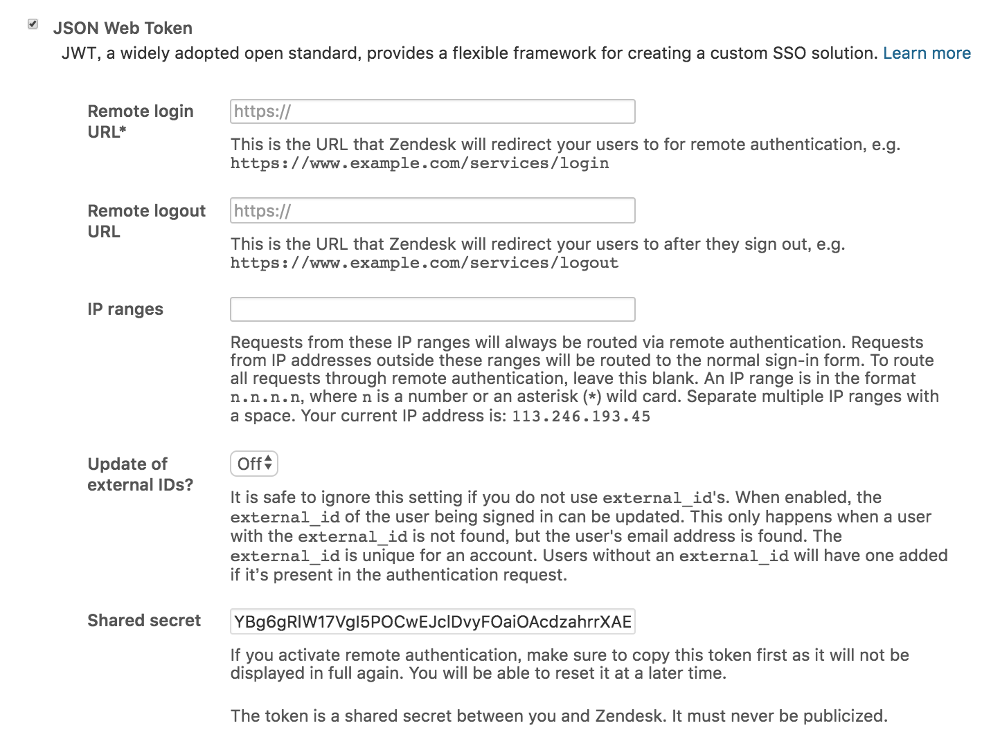 JSON Web Token
JWT, a widely adopted open standard, provides a flexible framework for creating a custom SSO solution. Learn more
Remote login
URL*
https://
This is the URL that Zendesk will redirect your users to for remote authentication, e.g.
https://www.example.com/services/login
Remote logout
URL
https://
This is the URL that Zendesk will redirect your users to after they sign out, e.g.
https://www.example.com/services/logout
IP ranges
Requests from these IP ranges will always be routed via remote authentication. Requests
from IP addresses outside these ranges will be routed to the normal sign-in form. To route
all requests through remote authentication, leave this blank. An IP range is in the format
n.n.n.n, where n is a number or an asterisk (*) wild card. Separate multiple IP ranges with
a space. Your current IP address is: 113.246.193.45
Update of
external IDs?
Off
It is safe to ignore this setting if you do not use external_id's. When enabled, the
external_id of the user being signed in can be updated. This only happens when a user
with the external_id is not found, but the user's email address is found. The
external_id is unique for an account. Users without an external_id will have one added
if it’s present in the authentication request.
Shared secret
YBg6gRlW17VgI5POCwEJclDvyFOaiOAcdzahrrXAE
If you activate remote authentication, make sure to copy this token first as it will not be
displayed in full again. You will be able to reset it at a later time.
The token is a shared secret between you and Zendesk. It must never be publicized.